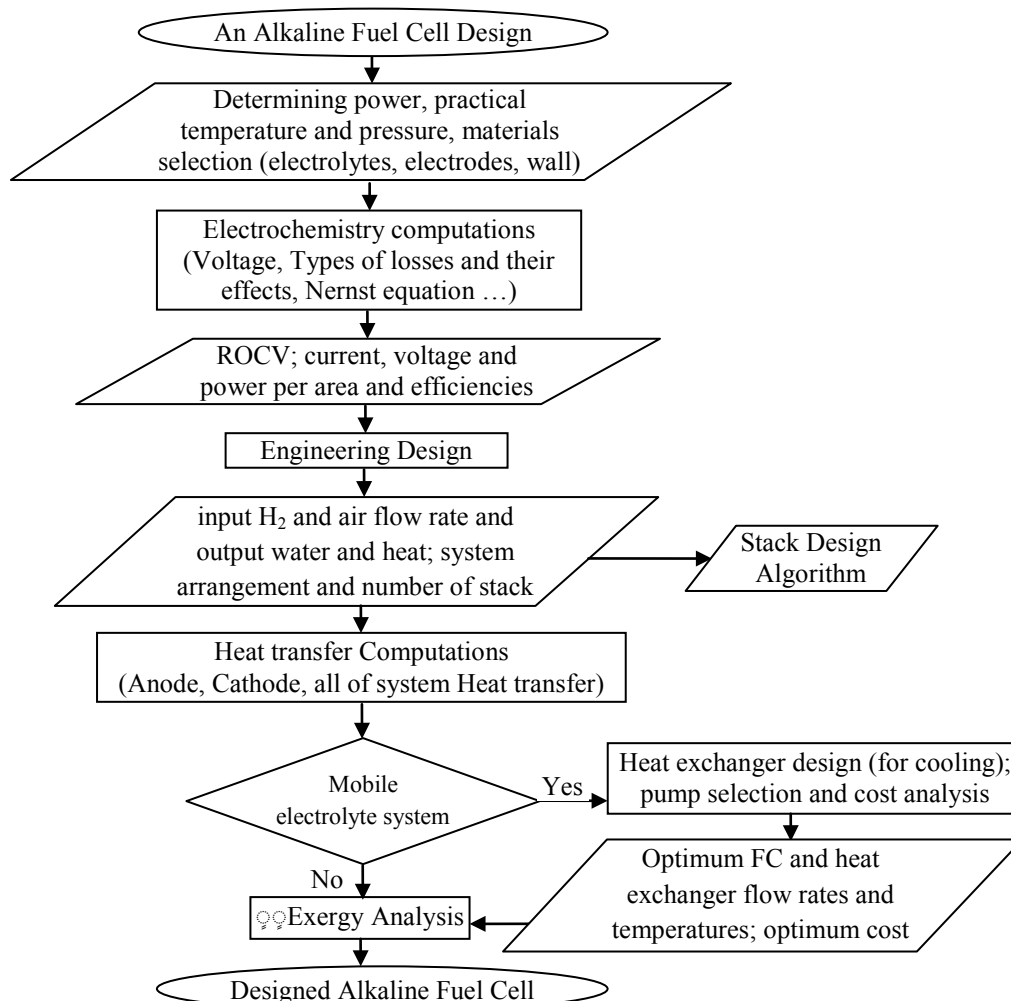 An Alkaline Fuel Cell Design
Determining power, practical
temperature and pressure, materials
selection (electrolytes, electrodes, wall)
Electrochemistry computations
(Voltage, Types of losses and their
effects, Nernst equation …)
ROCV; current, voltage and
power per area and efficiencies
Engineering Design
input H₂ and air flow rate and
output water and heat; system
arrangement and number of stack
Stack Design
Algorithm
Heat transfer Computations
(Anode, Cathode, all of system Heat transfer)
Mobile
electrolyte system
Yes
Heat exchanger design (for cooling);
pump selection and cost analysis
Optimum FC and heat
exchanger flow rates and
temperatures; optimum cost
No
Exergy Analysis
Designed Alkaline Fuel Cell